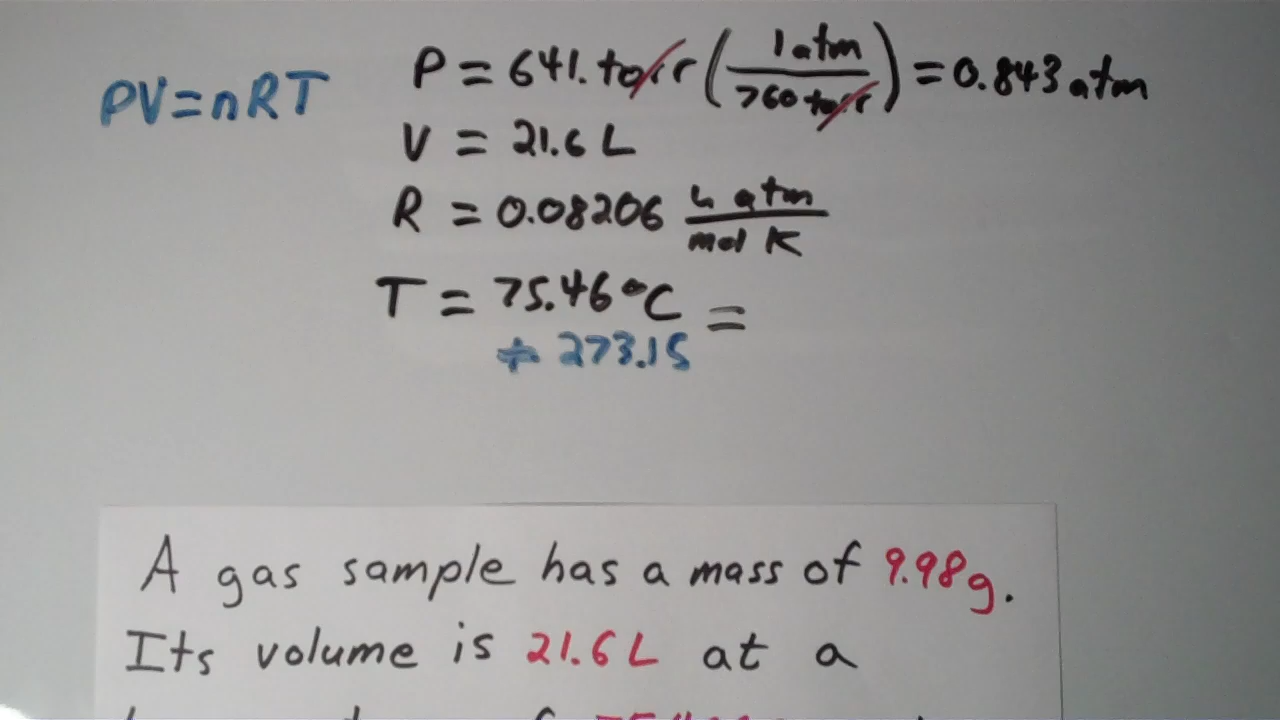 PV=nRT
P = 641. torr (1 atm / 760 torr) = 0.843 atm
V = 21.6 L
R = 0.08206 L atm / mol K
T = 75.46°C =
+ 273.15
A gas sample has a mass of 9.98g.
Its volume is 21.6L at a